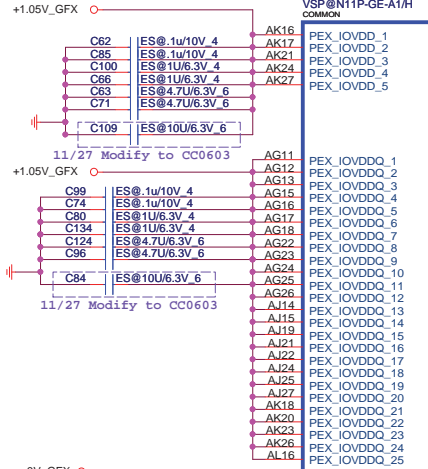 VSP@N11P-GE-A1/H
COMMON
+1.05V_GFX
AK16 PEX_IOVDD_1
AK17 PEX_IOVDD_2
AK21 PEX_IOVDD_3
AK24 PEX_IOVDD_4
AK27 PEX_IOVDD_5
C62 ES@.1u/10V_4
C85 ES@.1u/10V_4
C100 ES@1U/6.3V_4
C66 ES@1U/6.3V_4
C63 ES@4.7U/6.3V_6
C71 ES@4.7U/6.3V_6
C109 ES@10U/6.3V_6
11/27 Modify to CC0603
+1.05V_GFX
AG11 PEX_IOVDDQ_1
AG12 PEX_IOVDDQ_2
AG13 PEX_IOVDDQ_3
AG15 PEX_IOVDDQ_4
AG16 PEX_IOVDDQ_5
AG17 PEX_IOVDDQ_6
AG18 PEX_IOVDDQ_7
AG22 PEX_IOVDDQ_8
AG23 PEX_IOVDDQ_9
AG24 PEX_IOVDDQ_10
AG25 PEX_IOVDDQ_11
AG26 PEX_IOVDDQ_12
AJ14 PEX_IOVDDQ_13
AJ15 PEX_IOVDDQ_14
AJ19 PEX_IOVDDQ_15
AJ21 PEX_IOVDDQ_16
AJ22 PEX_IOVDDQ_17
AJ24 PEX_IOVDDQ_18
AJ25 PEX_IOVDDQ_19
AJ27 PEX_IOVDDQ_20
AK18 PEX_IOVDDQ_21
AK20 PEX_IOVDDQ_22
AK23 PEX_IOVDDQ_23
AK26 PEX_IOVDDQ_24
AL16 PEX_IOVDDQ_25
C99 ES@.1u/10V_4
C74 ES@.1u/10V_4
C80 ES@1U/6.3V_4
C134 ES@1U/6.3V_4
C124 ES@4.7U/6.3V_6
C96 ES@4.7U/6.3V_6
C84 ES@10U/6.3V_6
11/27 Modify to CC0603